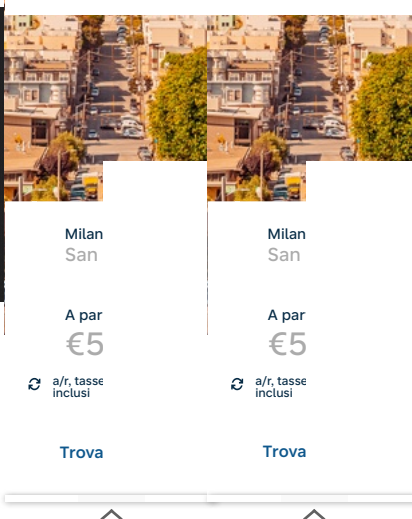 Milan
San
A par
€5
a/r, tasse
inclusi
Trova
Milan
San
A par
€5
a/r, tasse
inclusi
Trova